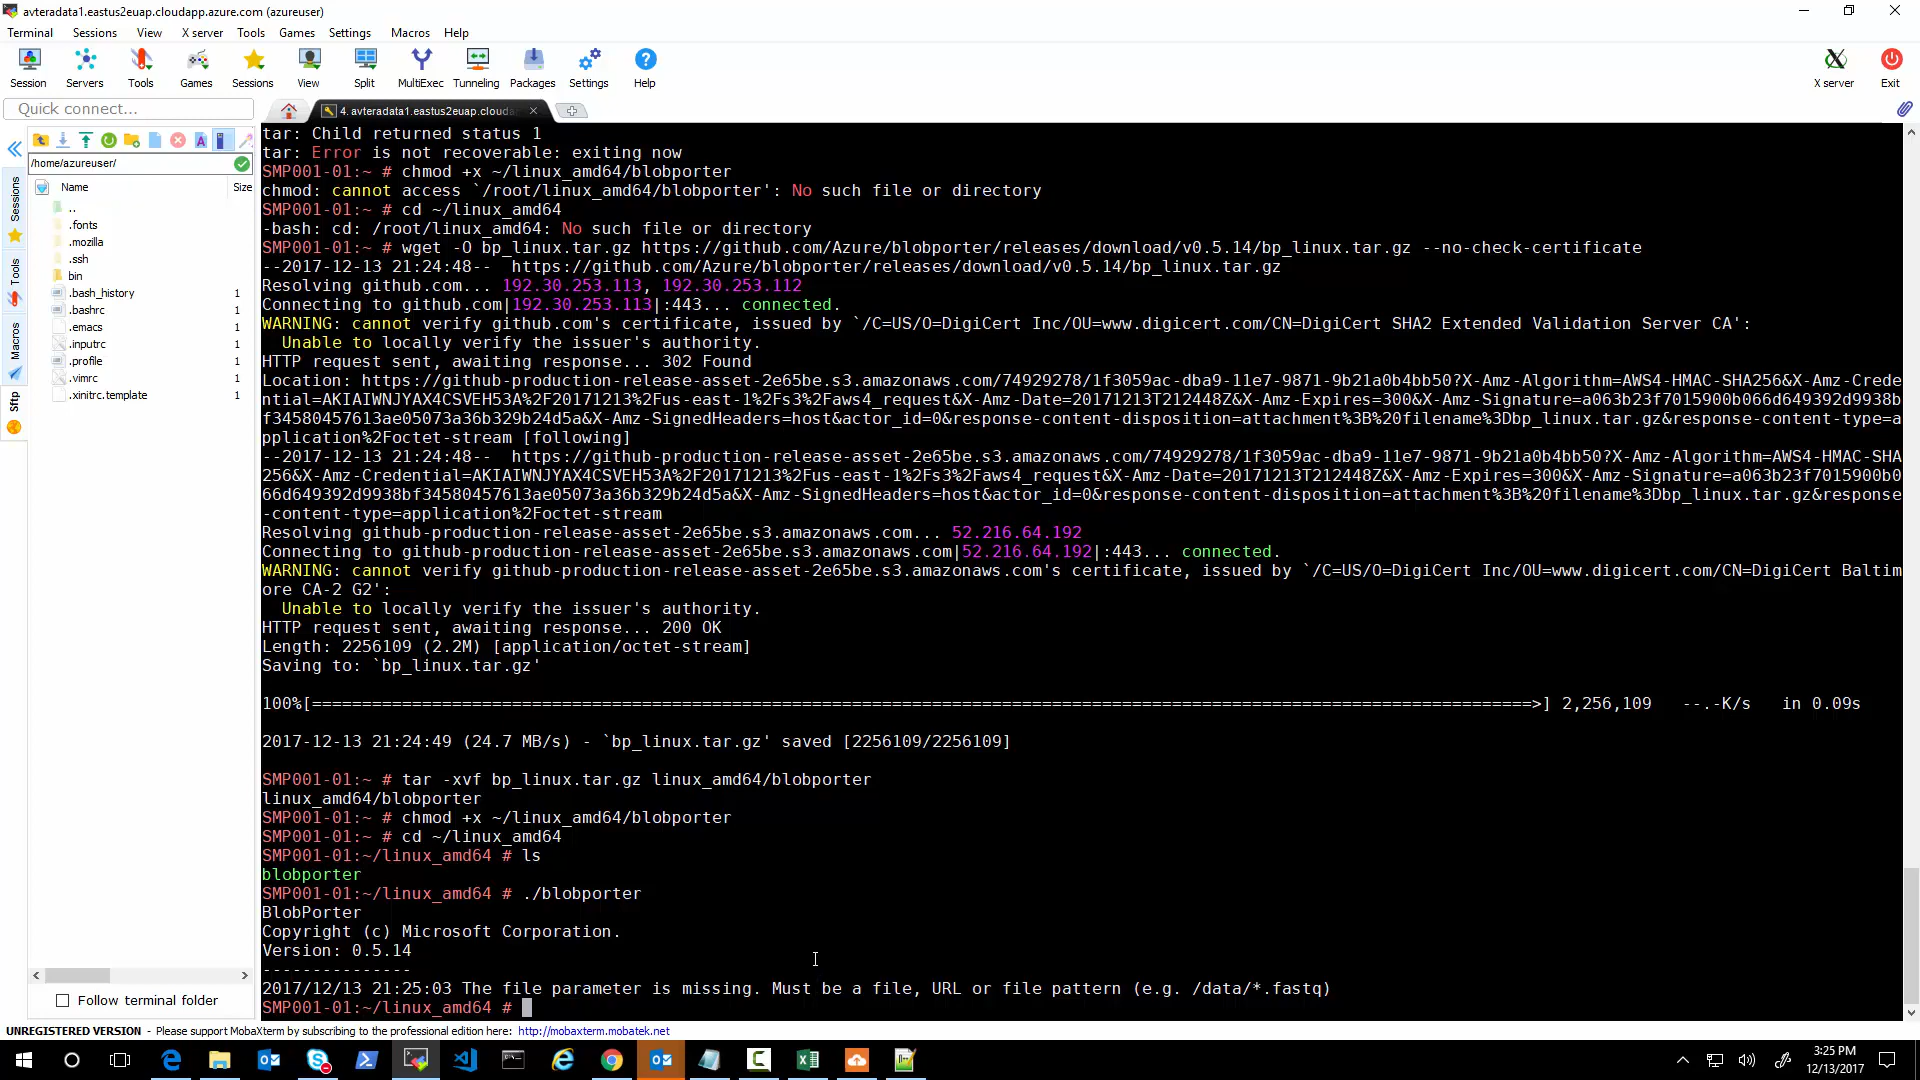 avteradata1.eastus2euap.cloudapp.azure.com (azureuser)
Terminal Sessions View X server Tools Games Settings Macros Help
Session Servers Tools Games Sessions View Split MultiExec Tunneling Packages Settings Help X server Exit
Quick connect...
4. avteradata1.eastus2euap.clouda
/home/azureuser/
Name Size
..
.fonts
.mozilla
.ssh
bin
.bash_history 1
.bashrc 1
.emacs 1
.inputrc 1
.profile 1
.vimrc 1
.xinitrc.template 1
Sessions
Tools
Macros
Sftp
Follow terminal folder
tar: Child returned status 1
tar: Error is not recoverable: exiting now
SMP001-01:~ # chmod +x ~/linux_amd64/blobporter
chmod: cannot access `/root/linux_amd64/blobporter': No such file or directory
SMP001-01:~ # cd ~/linux_amd64
-bash: cd: /root/linux_amd64: No such file or directory
SMP001-01:~ # wget -O bp_linux.tar.gz https://github.com/Azure/blobporter/releases/download/v0.5.14/bp_linux.tar.gz --no-check-certificate
--2017-12-13 21:24:48--  https://github.com/Azure/blobporter/releases/download/v0.5.14/bp_linux.tar.gz
Resolving github.com... 192.30.253.113, 192.30.253.112
Connecting to github.com|192.30.253.113|:443... connected.
WARNING: cannot verify github.com's certificate, issued by `/C=US/O=DigiCert Inc/OU=www.digicert.com/CN=DigiCert SHA2 Extended Validation Server CA':
  Unable to locally verify the issuer's authority.
HTTP request sent, awaiting response... 302 Found
Location: https://github-production-release-asset-2e65be.s3.amazonaws.com/74929278/1f3059ac-dba9-11e7-9871-9b21a0b4bb50?X-Amz-Algorithm=AWS4-HMAC-SHA256&X-Amz-Crede
ntial=AKIAIWNJYAX4CSVEH53A%2F20171213%2Fus-east-1%2Fs3%2Faws4_request&X-Amz-Date=20171213T212448Z&X-Amz-Expires=300&X-Amz-Signature=a063b23f7015900b066d649392d9938b
f34580457613ae05073a36b329b24d5a&X-Amz-SignedHeaders=host&actor_id=0&response-content-disposition=attachment%3B%20filename%3Dbp_linux.tar.gz&response-content-type=a
pplication%2Foctet-stream [following]
--2017-12-13 21:24:48--  https://github-production-release-asset-2e65be.s3.amazonaws.com/74929278/1f3059ac-dba9-11e7-9871-9b21a0b4bb50?X-Amz-Algorithm=AWS4-HMAC-SHA
256&X-Amz-Credential=AKIAIWNJYAX4CSVEH53A%2F20171213%2Fus-east-1%2Fs3%2Faws4_request&X-Amz-Date=20171213T212448Z&X-Amz-Expires=300&X-Amz-Signature=a063b23f7015900b0
66d649392d9938bf34580457613ae05073a36b329b24d5a&X-Amz-SignedHeaders=host&actor_id=0&response-content-disposition=attachment%3B%20filename%3Dbp_linux.tar.gz&response
-content-type=application%2Foctet-stream
Resolving github-production-release-asset-2e65be.s3.amazonaws.com... 52.216.64.192
Connecting to github-production-release-asset-2e65be.s3.amazonaws.com|52.216.64.192|:443... connected.
WARNING: cannot verify github-production-release-asset-2e65be.s3.amazonaws.com's certificate, issued by `/C=US/O=DigiCert Inc/OU=www.digicert.com/CN=DigiCert Baltim
ore CA-2 G2':
  Unable to locally verify the issuer's authority.
HTTP request sent, awaiting response... 200 OK
Length: 2256109 (2.2M) [application/octet-stream]
Saving to: `bp_linux.tar.gz'
100%[==========================================================================================================================>] 2,256,109   --.-K/s   in 0.09s
2017-12-13 21:24:49 (24.7 MB/s) - `bp_linux.tar.gz' saved [2256109/2256109]
SMP001-01:~ # tar -xvf bp_linux.tar.gz linux_amd64/blobporter
linux_amd64/blobporter
SMP001-01:~ # chmod +x ~/linux_amd64/blobporter
SMP001-01:~ # cd ~/linux_amd64
SMP001-01:~/linux_amd64 # ls
blobporter
SMP001-01:~/linux_amd64 # ./blobporter
BlobPorter
Copyright (c) Microsoft Corporation.
Version: 0.5.14
---------------
2017/12/13 21:25:03 The file parameter is missing. Must be a file, URL or file pattern (e.g. /data/*.fastq)
SMP001-01:~/linux_amd64 #
UNREGISTERED VERSION - Please support MobaXterm by subscribing to the professional edition here: http://mobaxterm.mobatek.net
3:25 PM
12/13/2017